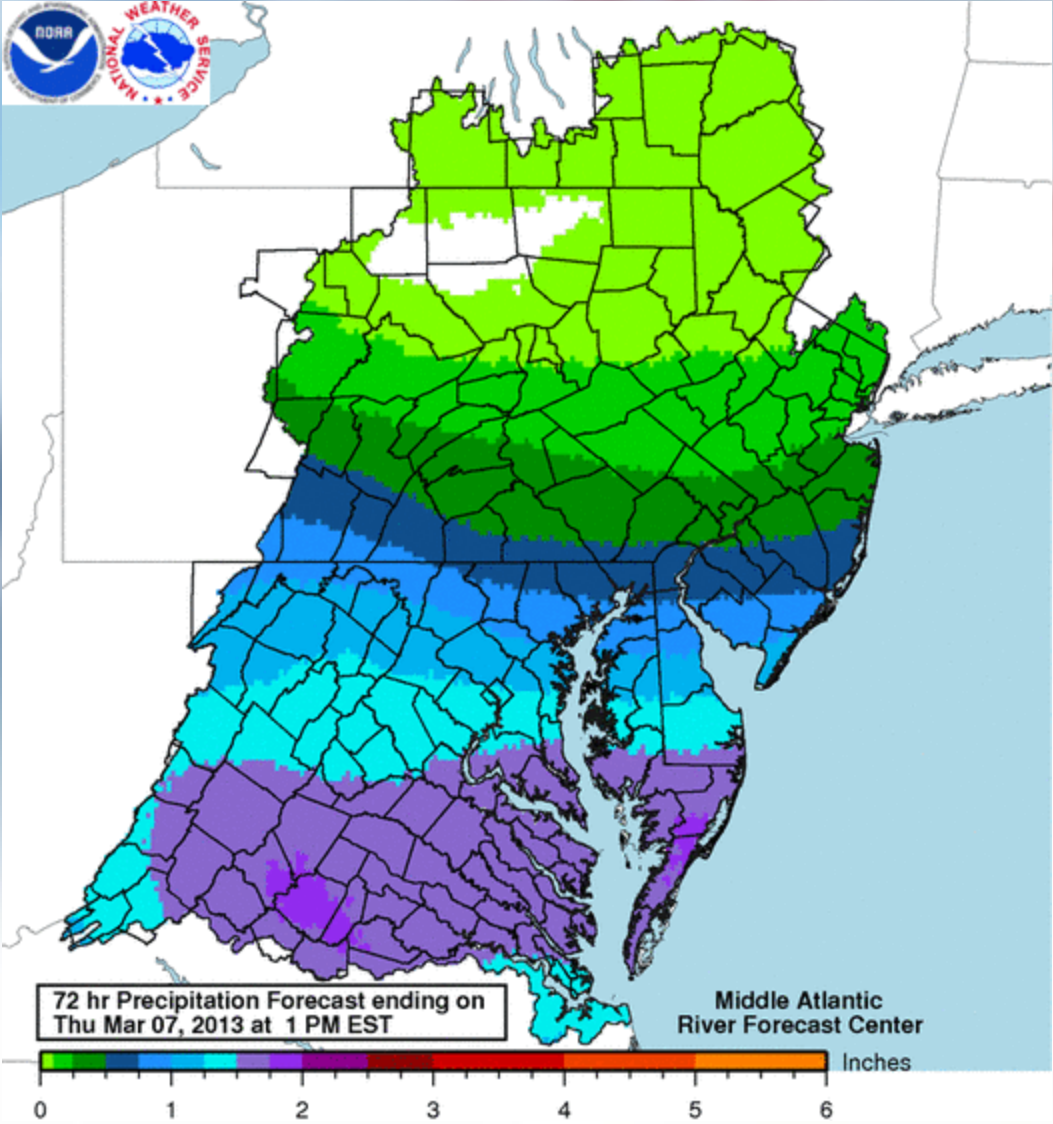 NOAA
NATIONAL WEATHER SERVICE
72 hr Precipitation Forecast ending on
Thu Mar 07, 2013 at 1 PM EST
Middle Atlantic
River Forecast Center
Inches
0 1 2 3 4 5 6